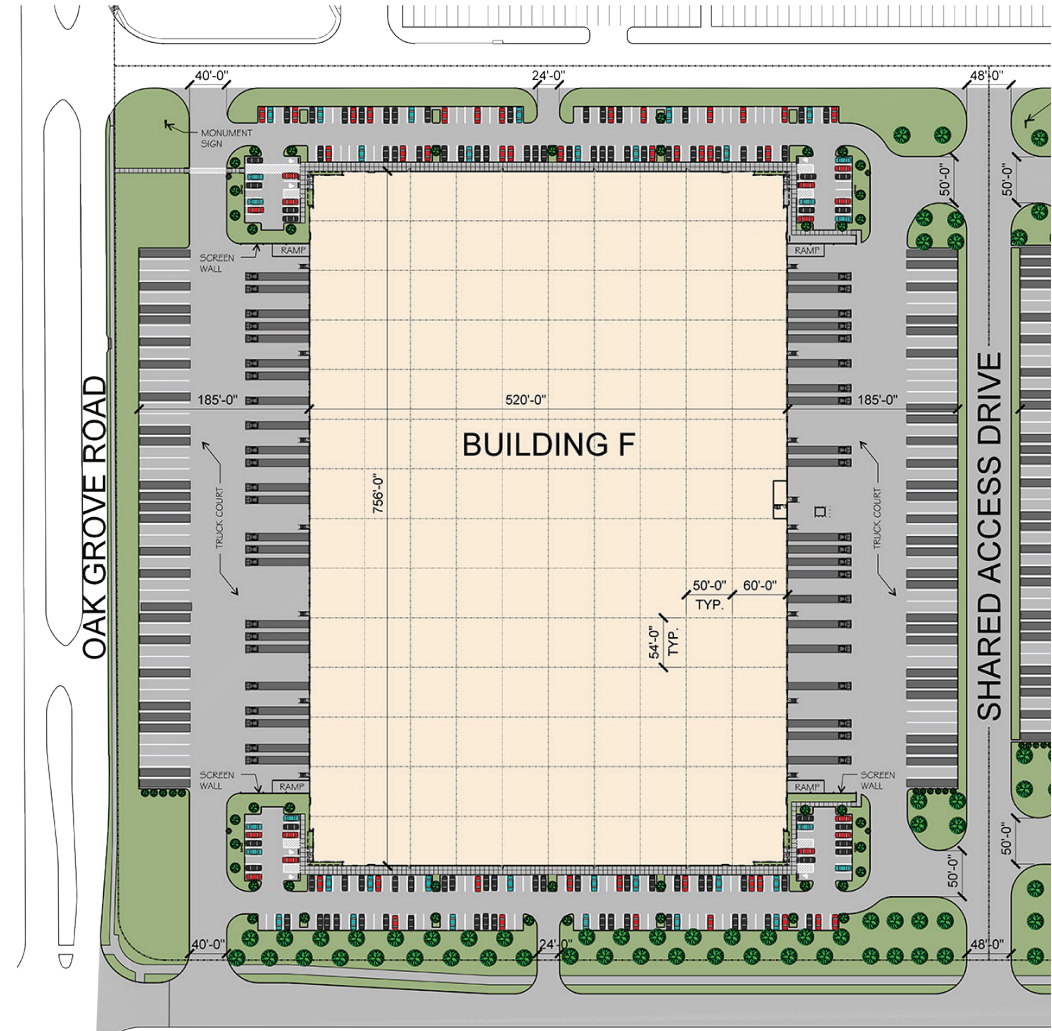 40'-0"
24'-0"
48'-0"
MONUMENT
SIGN
50'-0"
50'-0"
SCREEN
WALL
RAMP
RAMP
OAK GROVE ROAD
185'-0"
520'-0"
185'-0"
BUILDING F
756'-0"
TRUCK COURT
TRUCK COURT
SHARED ACCESS DRIVE
50'-0"
60'-0"
TYP.
54'-0"
TYP.
SCREEN
WALL
RAMP
RAMP
SCREEN
WALL
50'-0"
50'-0"
40'-0"
24'-0"
48'-0"